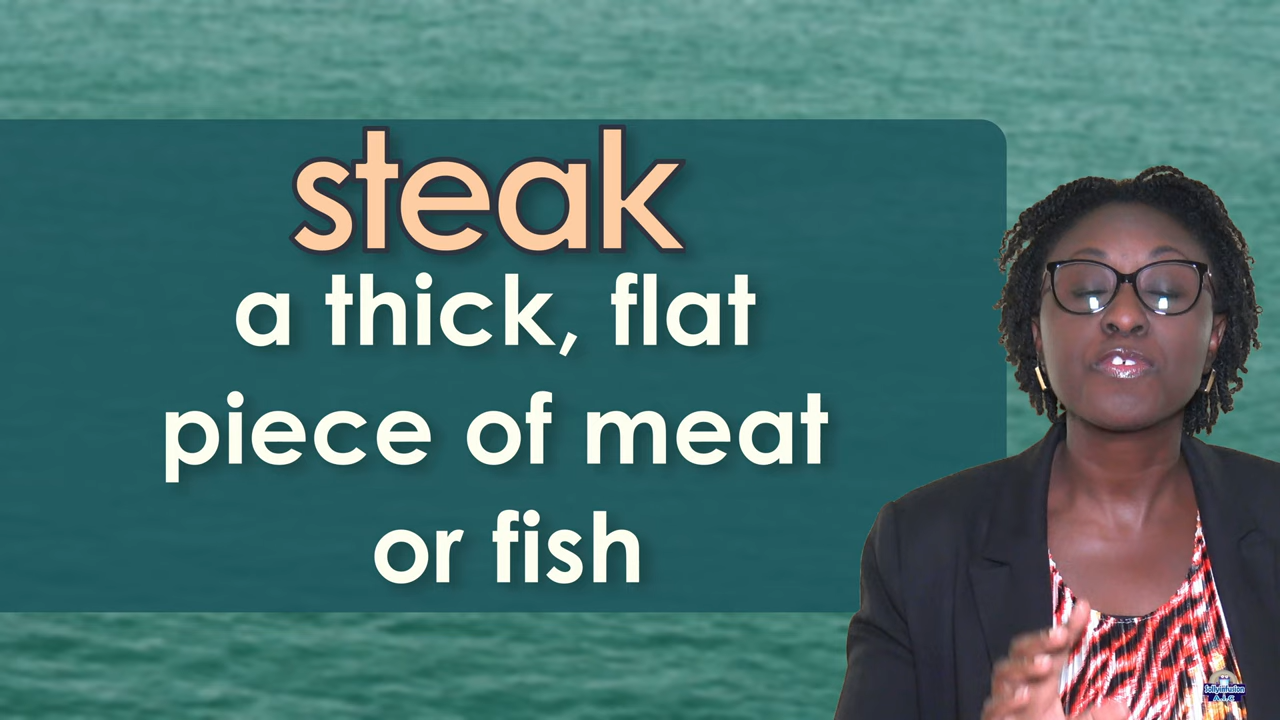 steak
a thick, flat
piece of meat
or fish